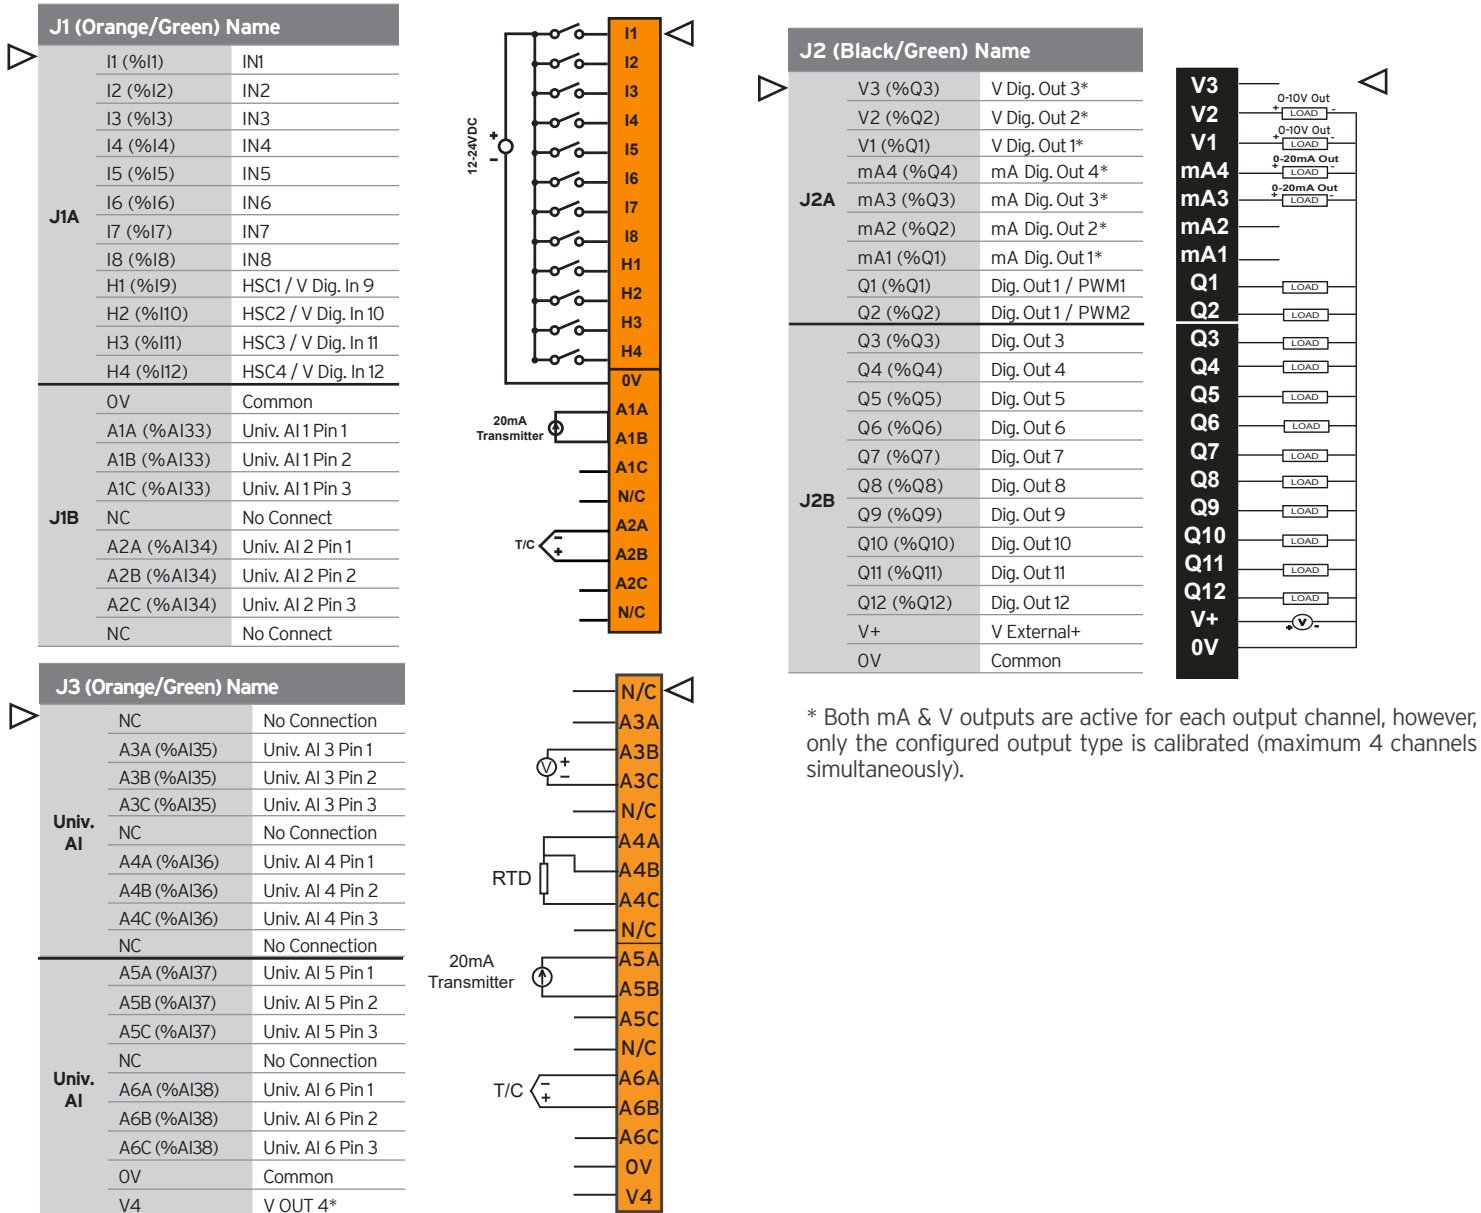 J1 (Orange/Green) Name
J1A
I1 (%I1) IN1
I2 (%I2) IN2
I3 (%I3) IN3
I4 (%I4) IN4
I5 (%I5) IN5
I6 (%I6) IN6
I7 (%I7) IN7
I8 (%I8) IN8
H1 (%I9) HSC1 / V Dig. In 9
H2 (%I10) HSC2 / V Dig. In 10
H3 (%I11) HSC3 / V Dig. In 11
H4 (%I12) HSC4 / V Dig. In 12
J1B
0V Common
A1A (%AI33) Univ. AI 1 Pin 1
A1B (%AI33) Univ. AI 1 Pin 2
A1C (%AI33) Univ. AI 1 Pin 3
NC No Connect
A2A (%AI34) Univ. AI 2 Pin 1
A2B (%AI34) Univ. AI 2 Pin 2
A2C (%AI34) Univ. AI 2 Pin 3
NC No Connect
12-24VDC
+
-
I1
I2
I3
I4
I5
I6
I7
I8
H1
H2
H3
H4
0V
20mA
Transmitter
A1A
A1B
A1C
N/C
T/C
-
+
A2A
A2B
A2C
N/C
J2 (Black/Green) Name
J2A
V3 (%Q3) V Dig. Out 3*
V2 (%Q2) V Dig. Out 2*
V1 (%Q1) V Dig. Out 1*
mA4 (%Q4) mA Dig. Out 4*
mA3 (%Q3) mA Dig. Out 3*
mA2 (%Q2) mA Dig. Out 2*
mA1 (%Q1) mA Dig. Out 1*
Q1 (%Q1) Dig. Out 1 / PWM1
Q2 (%Q2) Dig. Out 1 / PWM2
J2B
Q3 (%Q3) Dig. Out 3
Q4 (%Q4) Dig. Out 4
Q5 (%Q5) Dig. Out 5
Q6 (%Q6) Dig. Out 6
Q7 (%Q7) Dig. Out 7
Q8 (%Q8) Dig. Out 8
Q9 (%Q9) Dig. Out 9
Q10 (%Q10) Dig. Out 10
Q11 (%Q11) Dig. Out 11
Q12 (%Q12) Dig. Out 12
V+ V External+
0V Common
V3
V2 0-10V Out + LOAD -
V1 0-10V Out + LOAD -
mA4 0-20mA Out + LOAD -
mA3 0-20mA Out + LOAD -
mA2
mA1
Q1 LOAD
Q2 LOAD
Q3 LOAD
Q4 LOAD
Q5 LOAD
Q6 LOAD
Q7 LOAD
Q8 LOAD
Q9 LOAD
Q10 LOAD
Q11 LOAD
Q12 LOAD
V+ + V -
0V
* Both mA & V outputs are active for each output channel, however,
only the configured output type is calibrated (maximum 4 channels
simultaneously).
J3 (Orange/Green) Name
Univ.
AI
NC No Connection
A3A (%AI35) Univ. AI 3 Pin 1
A3B (%AI35) Univ. AI 3 Pin 2
A3C (%AI35) Univ. AI 3 Pin 3
NC No Connection
A4A (%AI36) Univ. AI 4 Pin 1
A4B (%AI36) Univ. AI 4 Pin 2
A4C (%AI36) Univ. AI 4 Pin 3
NC No Connection
Univ.
AI
A5A (%AI37) Univ. AI 5 Pin 1
A5B (%AI37) Univ. AI 5 Pin 2
A5C (%AI37) Univ. AI 5 Pin 3
NC No Connection
A6A (%AI38) Univ. AI 6 Pin 1
A6B (%AI38) Univ. AI 6 Pin 2
A6C (%AI38) Univ. AI 6 Pin 3
0V Common
V4 V OUT 4*
N/C
A3A
V + -
A3B
A3C
N/C
RTD
A4A
A4B
A4C
N/C
20mA
Transmitter
A5A
A5B
A5C
N/C
T/C
-
+
A6A
A6B
A6C
0V
V4